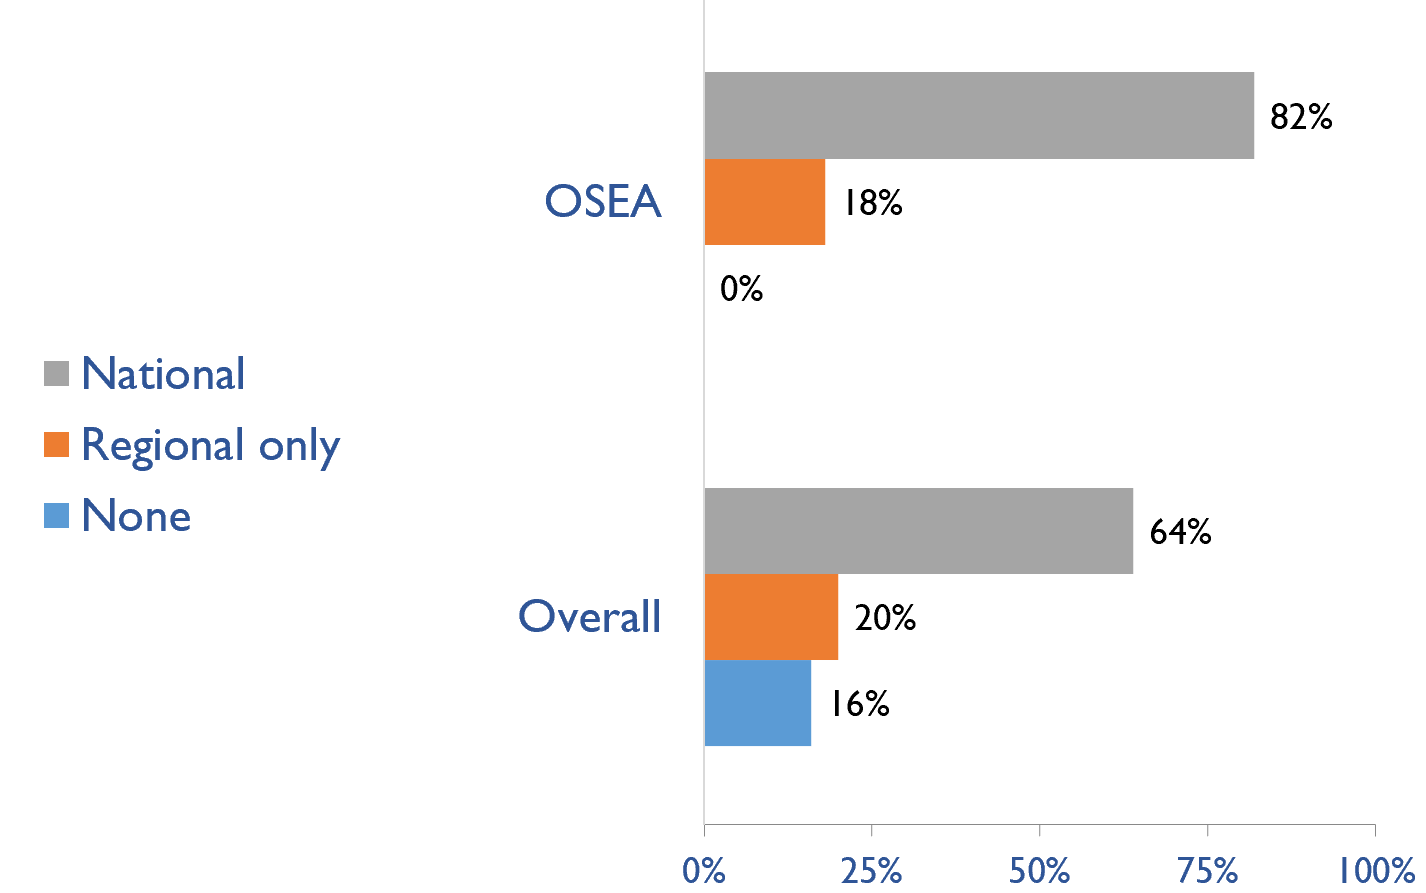 82%
OSEA
18%
0%
National
Regional only
None
64%
Overall
20%
16%
0% 25% 50% 75% 100%